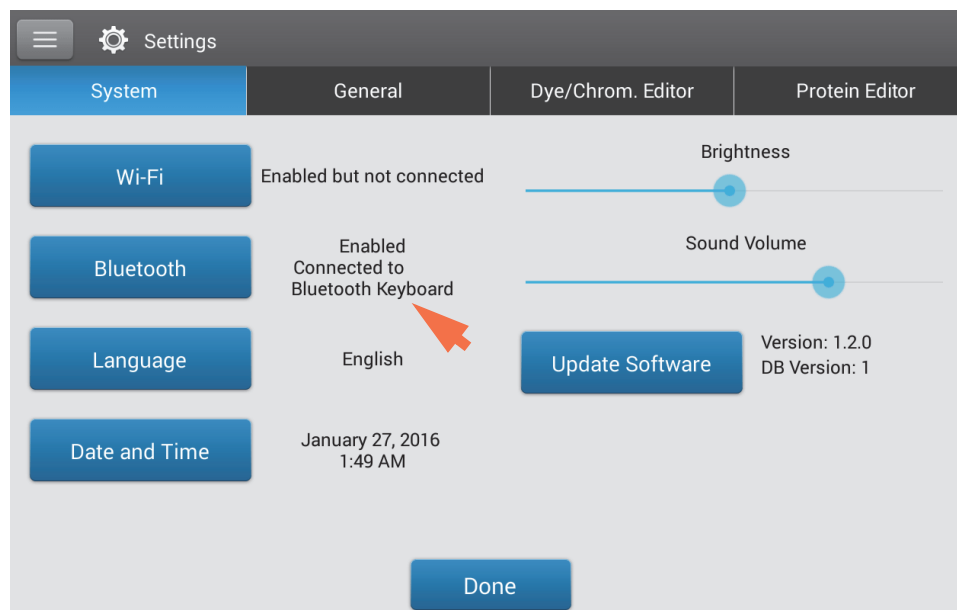 Settings
System
General
Dye/Chrom. Editor
Protein Editor
Wi-Fi
Enabled but not connected
Brightness
Bluetooth
Enabled
Connected to
Bluetooth Keyboard
Sound Volume
Language
English
Update Software
Version: 1.2.0
DB Version: 1
Date and Time
January 27, 2016
1:49 AM
Done